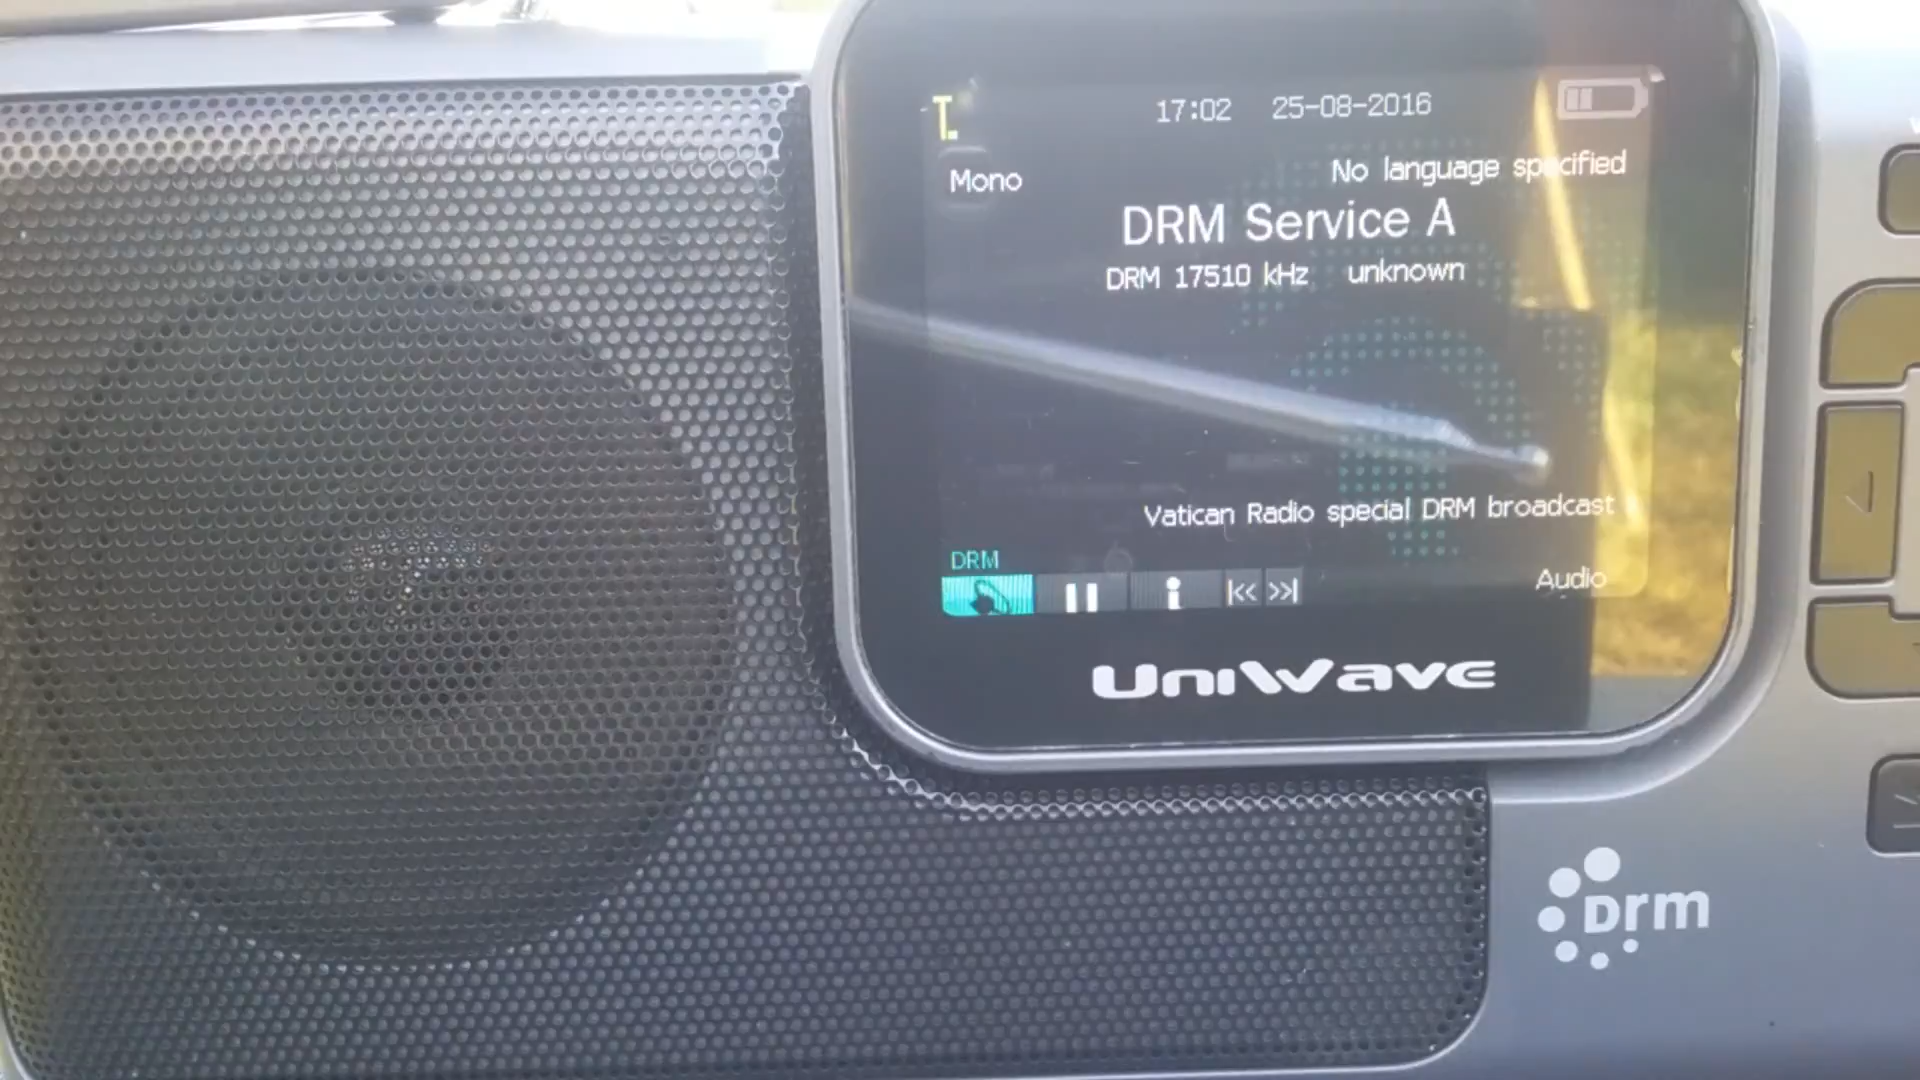 17:02 25-08-2016
Mono No language specified
DRM Service A
DRM 17510 kHz unknown
Vatican Radio special DRM broadcast
DRM
Audio
UniWave
Drm